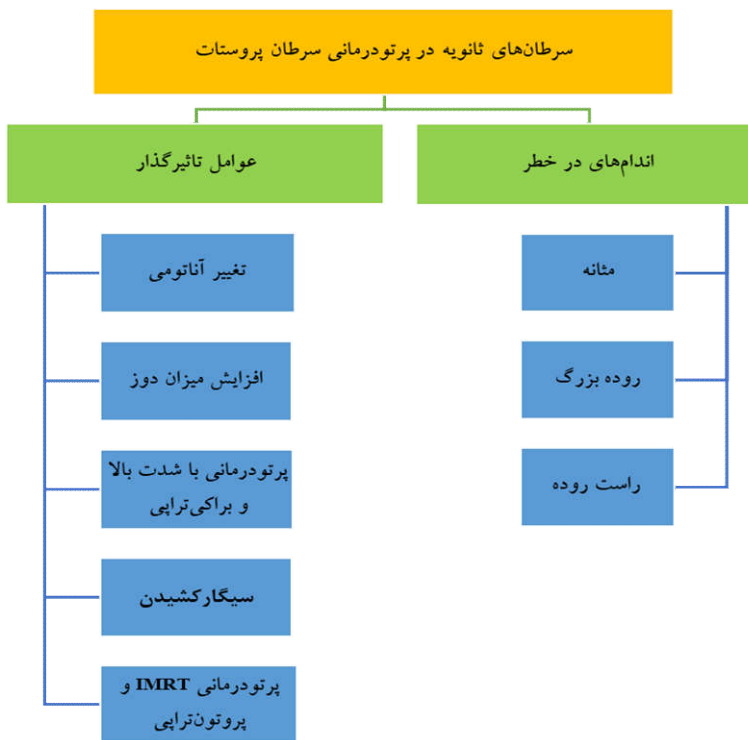 سرطان‌های ثانویه در پرتودرمانی سرطان پروستات
اندام‌های در خطر
مثانه
روده بزرگ
راست روده
عوامل تاثیرگذار
تغییر آناتومی
افزایش میزان دوز
پرتودرمانی با شدت بالا
و براکی‌تراپی
سیگارکشیدن
پرتودرمانی IMRT و
پروتون‌تراپی